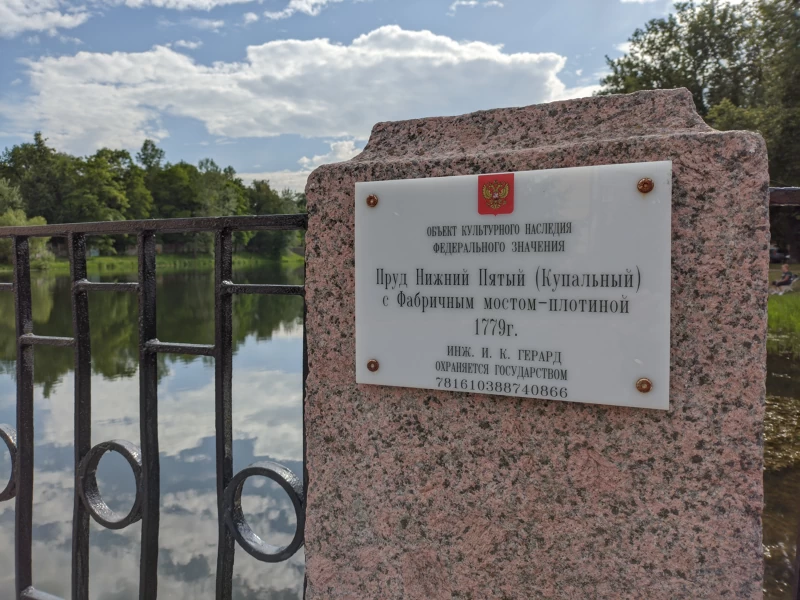 ОБЪЕКТ КУЛЬТУРНОГО НАСЛЕДИЯ
ФЕДЕРАЛЬНОГО ЗНАЧЕНИЯ
Пруд Нижний Пятый (Купальный)
с Фабричным мостом-плотиной
1779г.
ИНЖ. И. К. ГЕРАРД
ОХРАНЯЕТСЯ ГОСУДАРСТВОМ
781610388740866